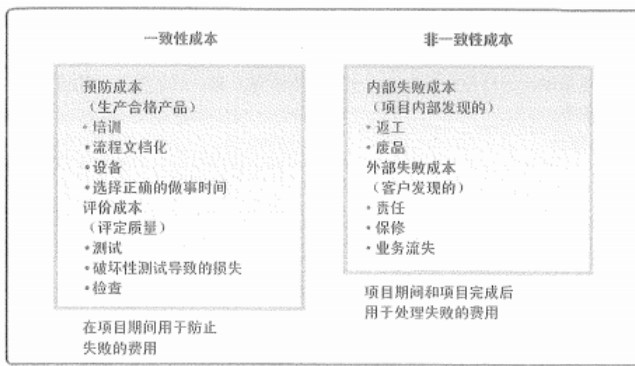 一致性成本
预防成本
（生产合格产品）
•培训
•流程文档化
•设备
•选择正确的做事时间
评价成本
（评定质量）
•测试
•破坏性测试导致的损失
•检查
在项目期间用于防止
失败的费用
非一致性成本
内部失败成本
（项目内部发现的）
•返工
•废品
外部失败成本
（客户发现的）
•责任
•保修
•业务流失
项目期间和项目完成后
用于处理失败的费用